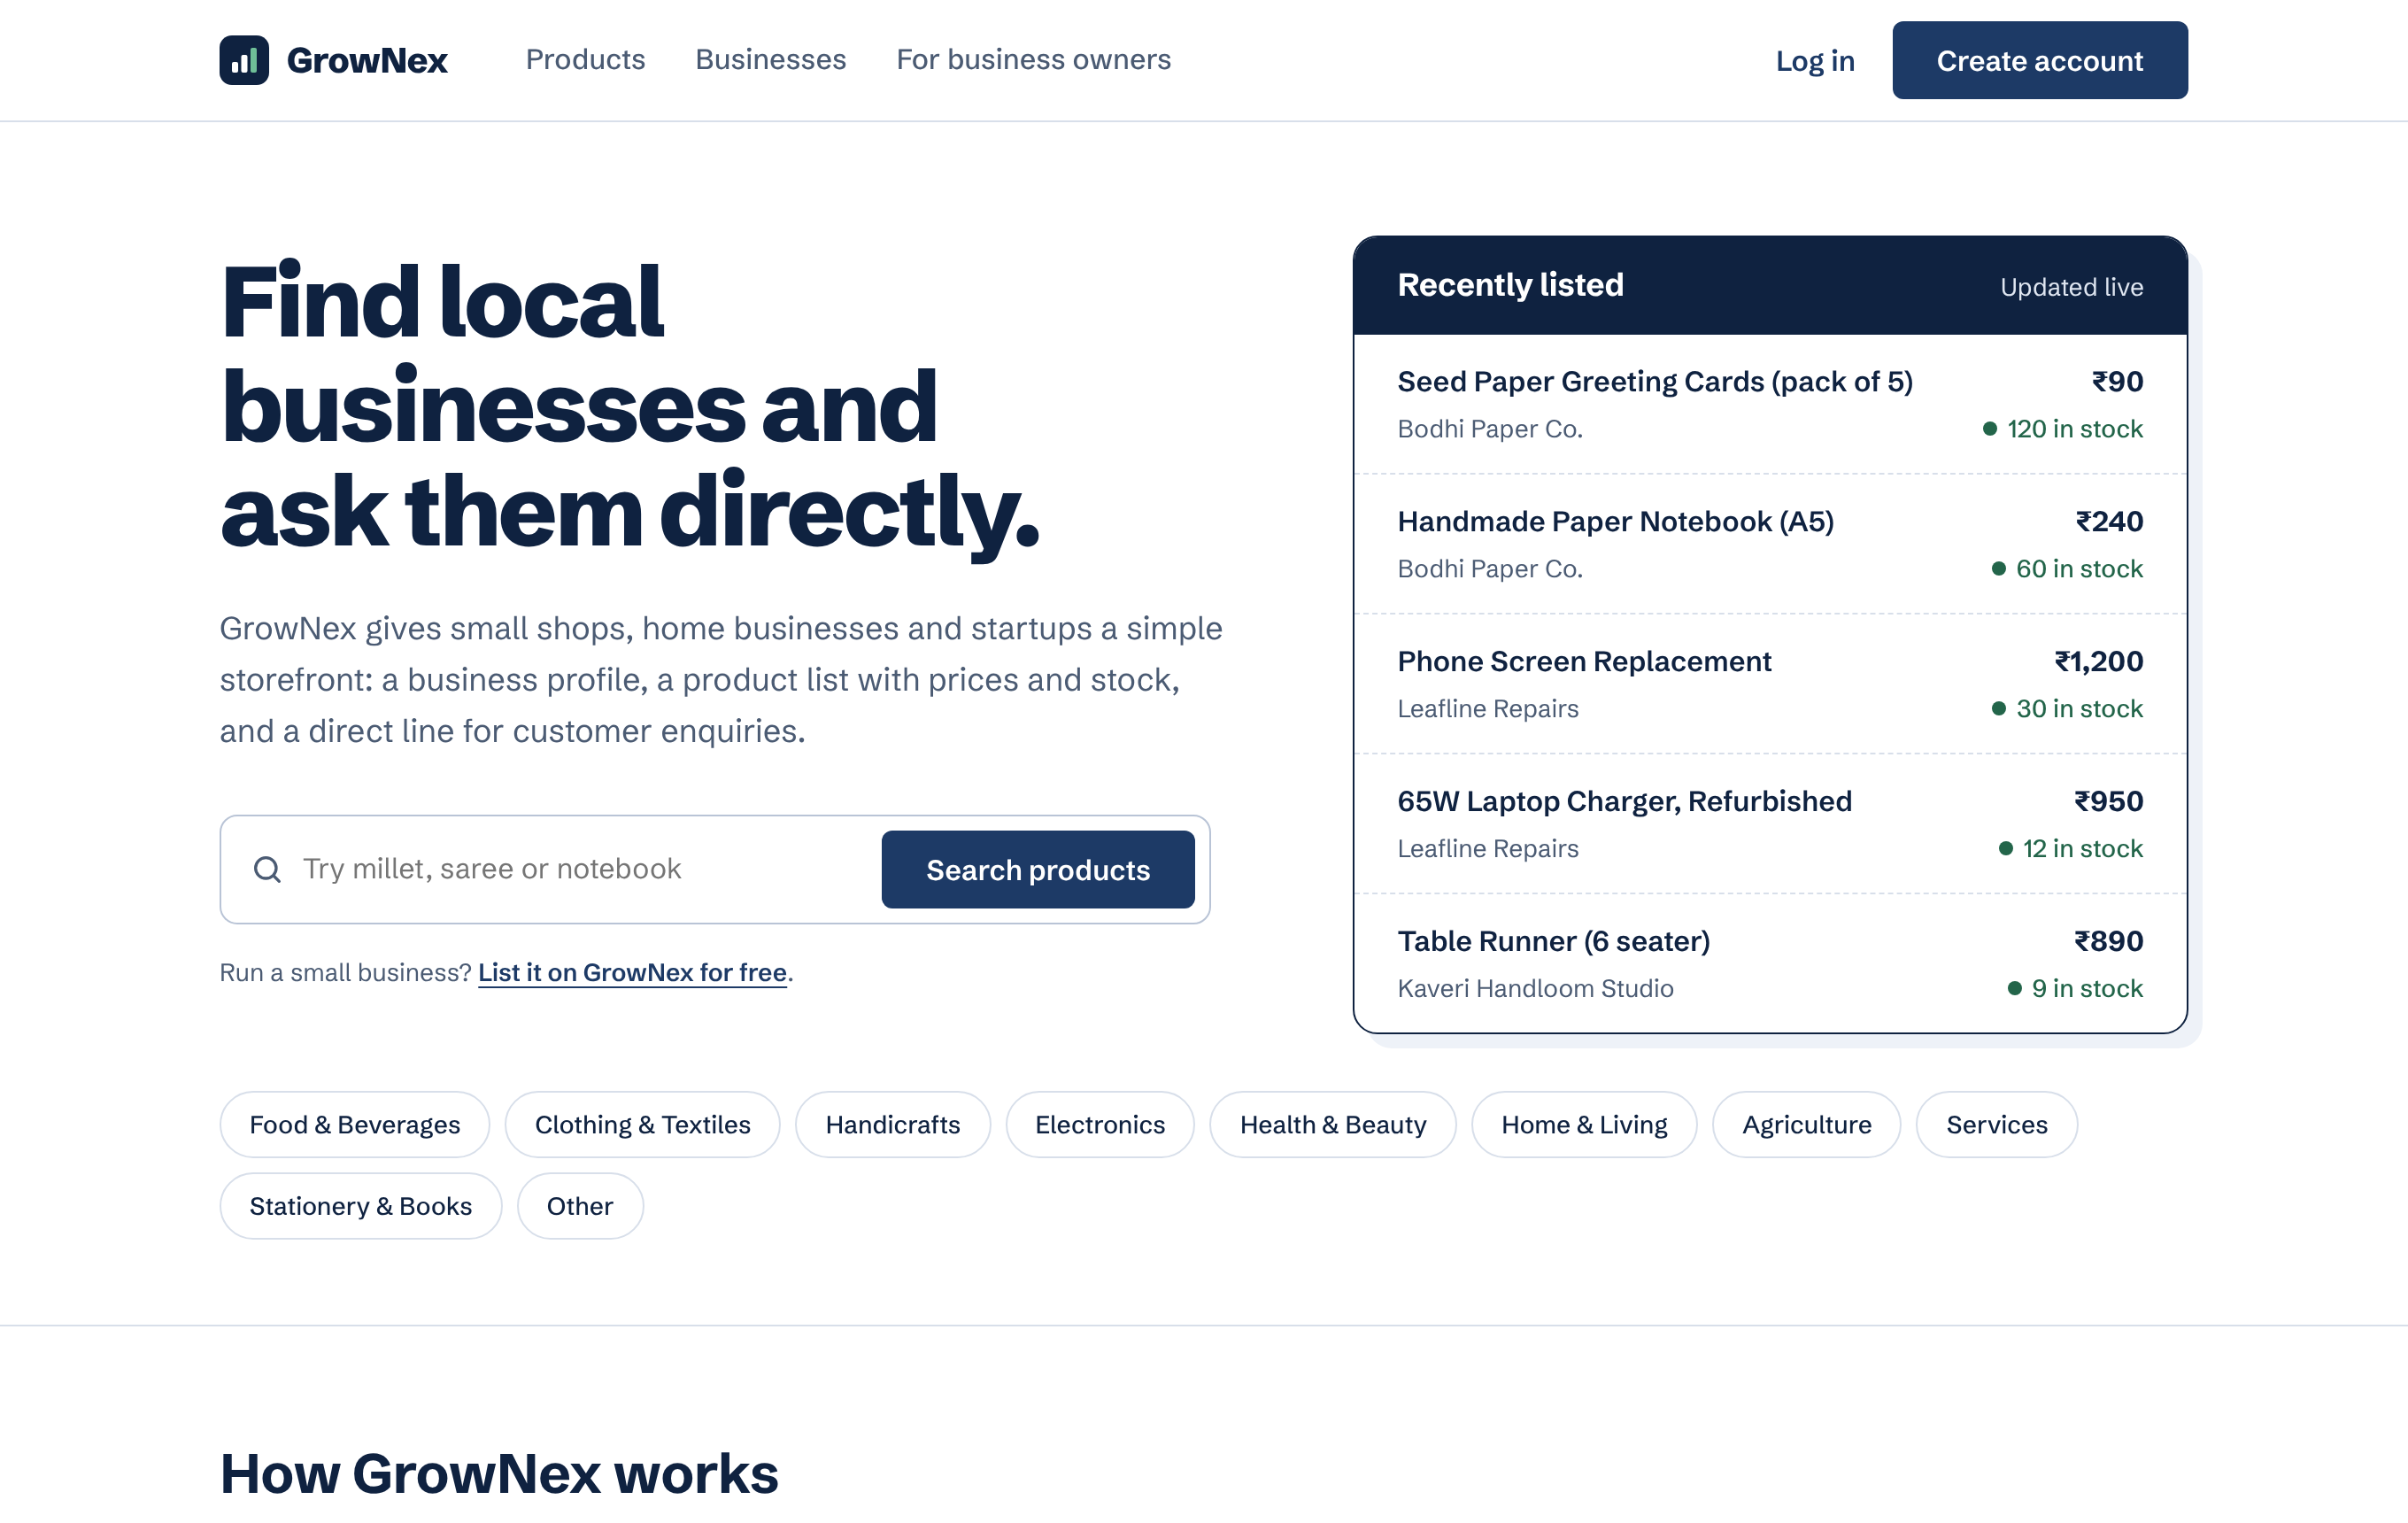 GrowNex
Products
Businesses
For business owners
Log in
Create account
Find local
businesses and
ask them directly.
GrowNex gives small shops, home businesses and startups a simple
storefront: a business profile, a product list with prices and stock,
and a direct line for customer enquiries.
Try millet, saree or notebook
Search products
Run a small business? List it on GrowNex for free.
Recently listed
Updated live
Seed Paper Greeting Cards (pack of 5)
₹90
Bodhi Paper Co.
120 in stock
Handmade Paper Notebook (A5)
₹240
Bodhi Paper Co.
60 in stock
Phone Screen Replacement
₹1,200
Leafline Repairs
30 in stock
65W Laptop Charger, Refurbished
₹950
Leafline Repairs
12 in stock
Table Runner (6 seater)
₹890
Kaveri Handloom Studio
9 in stock
Food & Beverages
Clothing & Textiles
Handicrafts
Electronics
Health & Beauty
Home & Living
Agriculture
Services
Stationery & Books
Other
How GrowNex works